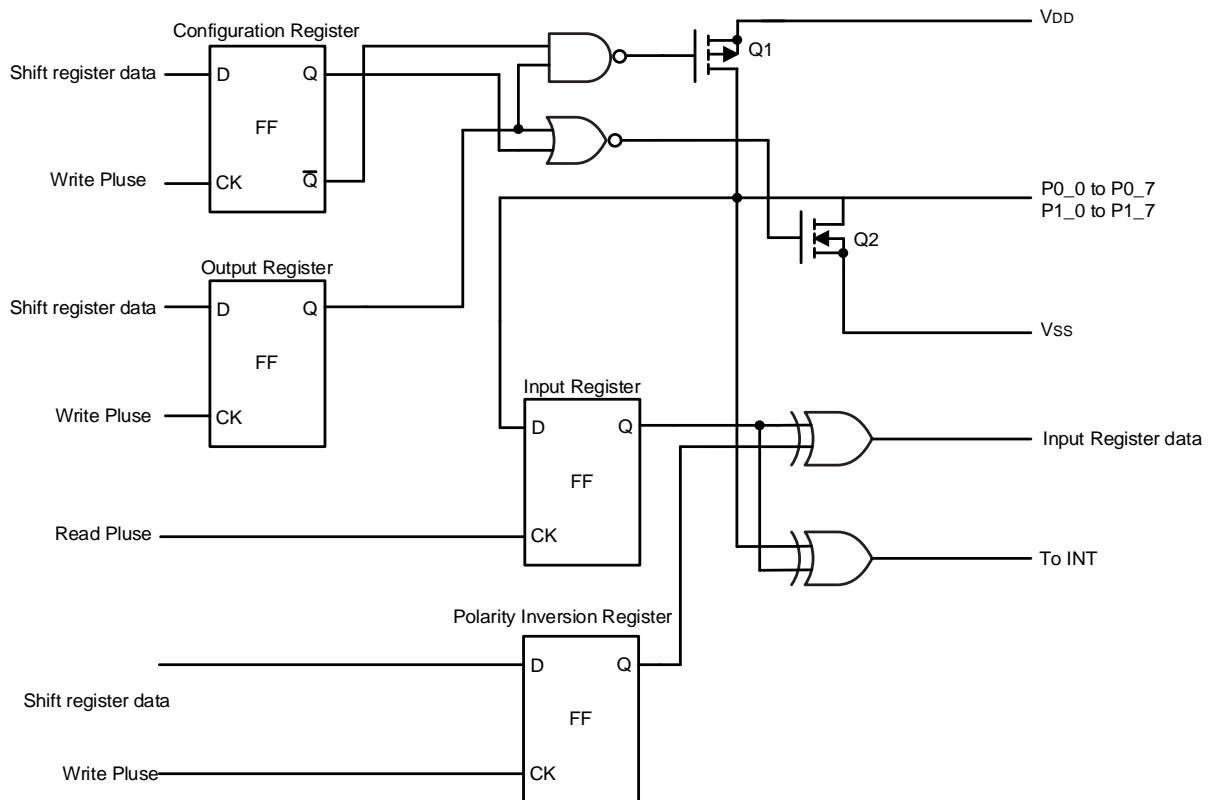 VDD
Configuration Register
Q1
Shift register data
D
Q
FF
Write Pluse
CK
Q
P0_0 to P0_7
P1_0 to P1_7
Q2
Output Register
Shift register data
D
Q
VSS
FF
Input Register
Write Pluse
CK
D
Q
Input Register data
FF
Read Pluse
CK
To INT
Polarity Inversion Register
D
Q
Shift register data
FF
Write Pluse
CK